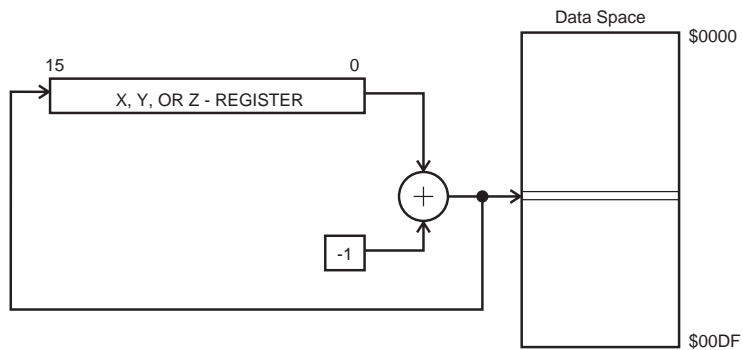 Data Space
$0000
15 0
X, Y, OR Z - REGISTER
+
-1
$00DF